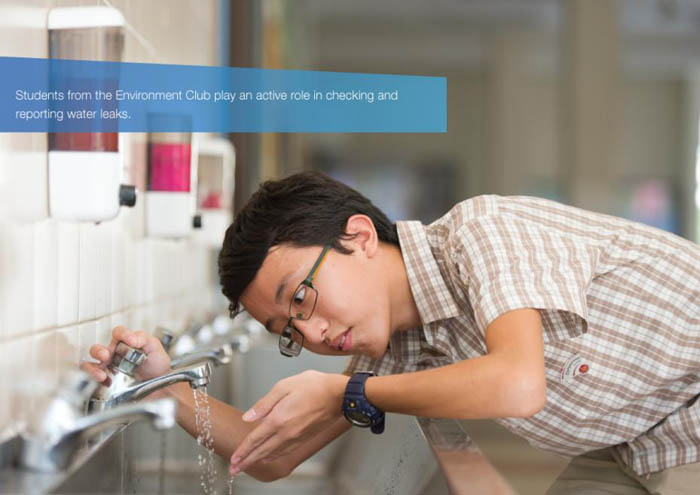 Students from the Environment Club play an active role in checking and
reporting water leaks.